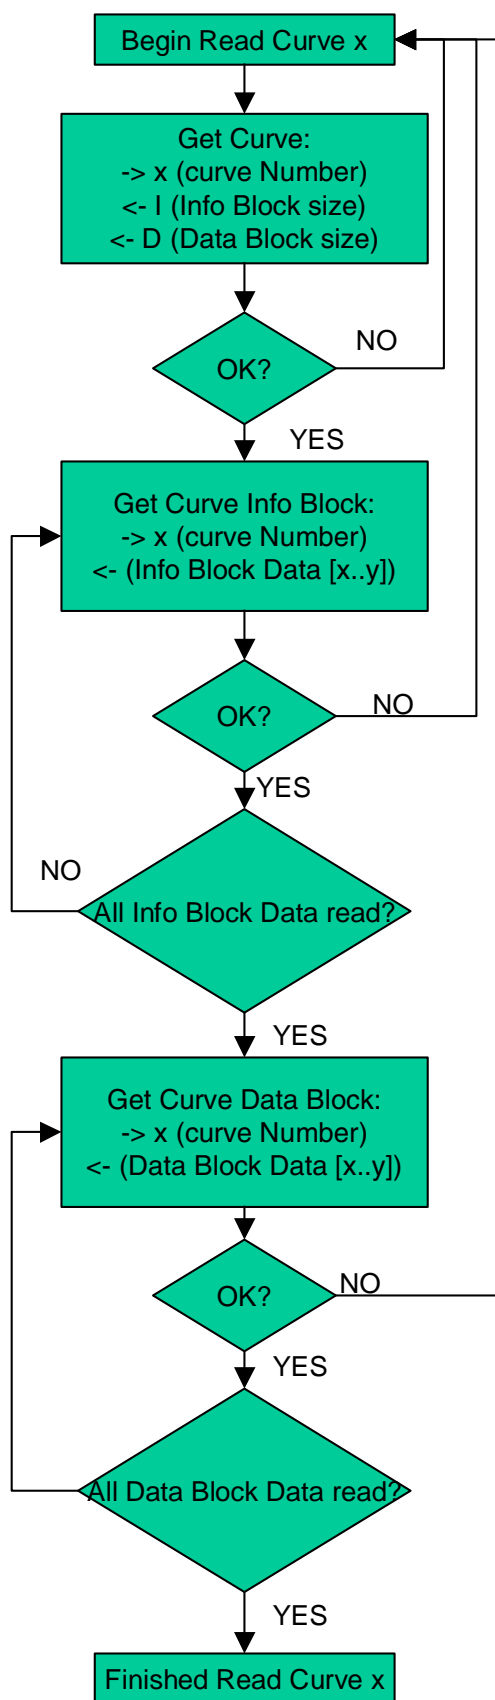 Begin Read Curve x
Get Curve:
-> x (curve Number)
<- I (Info Block size)
<- D (Data Block size)
NO
OK?
YES
Get Curve Info Block:
-> x (curve Number)
<- (Info Block Data [x..y])
NO
OK?
YES
NO
All Info Block Data read?
YES
Get Curve Data Block:
-> x (curve Number)
<- (Data Block Data [x..y])
NO
OK?
YES
All Data Block Data read?
YES
Finished Read Curve x